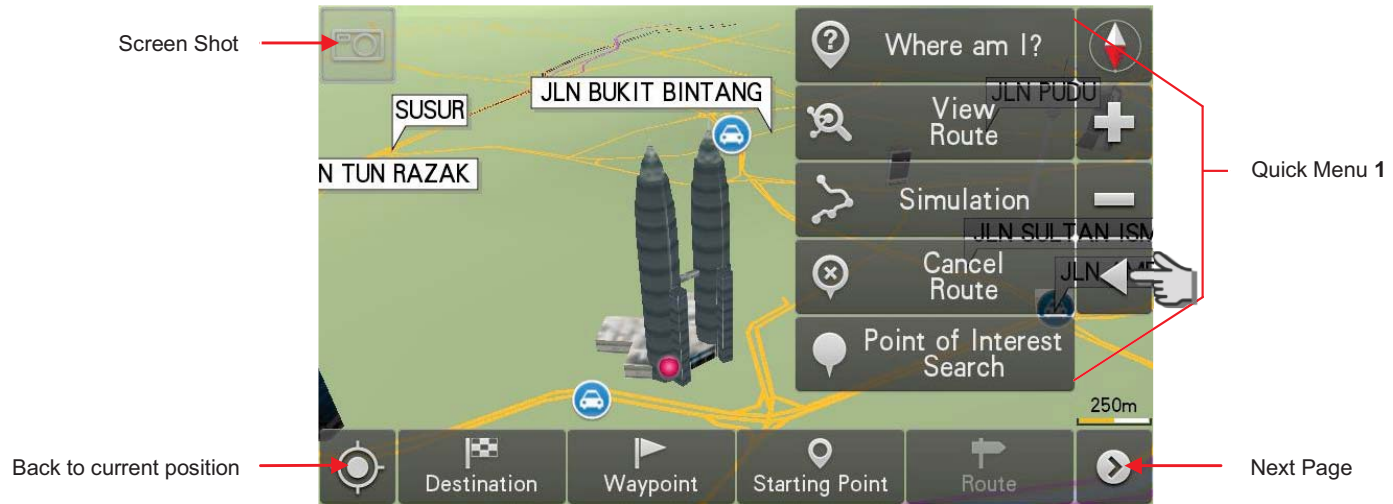 Screen Shot
Where am I?
JLN PUDU
JLN BUKIT BINTANG
SUSUR
View
Route
N TUN RAZAK
Quick Menu 1
Simulation
JLN SULTAN ISM
Cancel
Route
JLN
Point of Interest
Search
250m
Back to current position
Destination
Waypoint
Starting Point
Route
Next Page